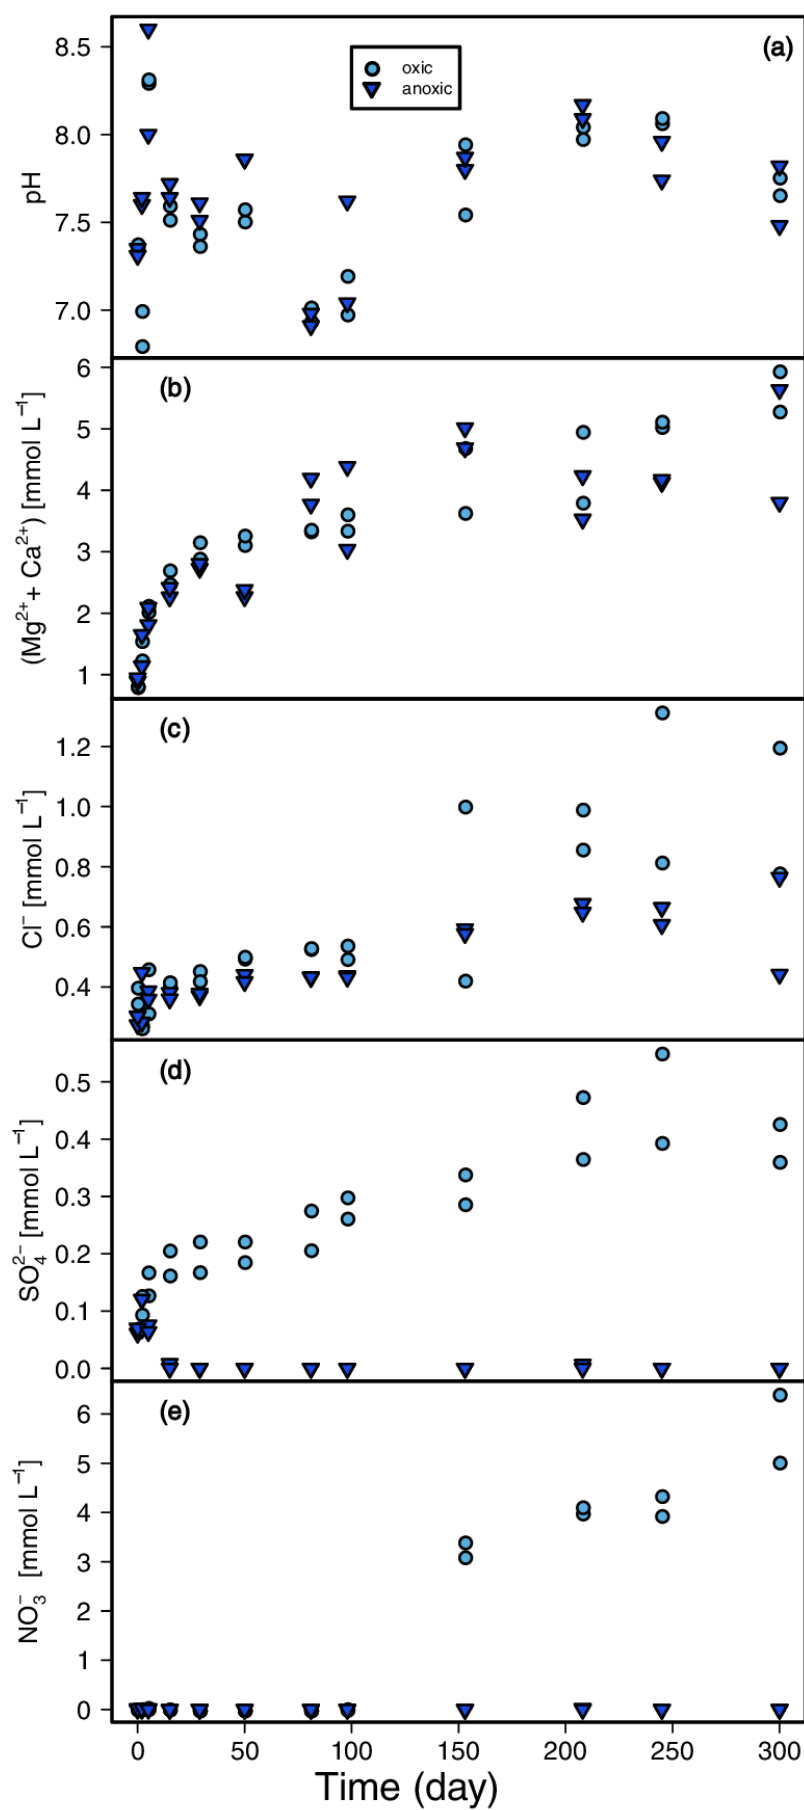 (a)
oxic
anoxic
8.5
8.0
7.5
7.0
pH
(b)
6
5
4
3
2
1
(Mg²⁺+ Ca²⁺) [mmol L⁻¹]
(c)
1.2
1.0
0.8
0.6
0.4
Cl⁻ [mmol L⁻¹]
(d)
0.5
0.4
0.3
0.2
0.1
0.0
SO₄²⁻ [mmol L⁻¹]
(e)
6
5
4
3
2
1
0
NO₃⁻ [mmol L⁻¹]
0 50 100 150 200 250 300
Time (day)